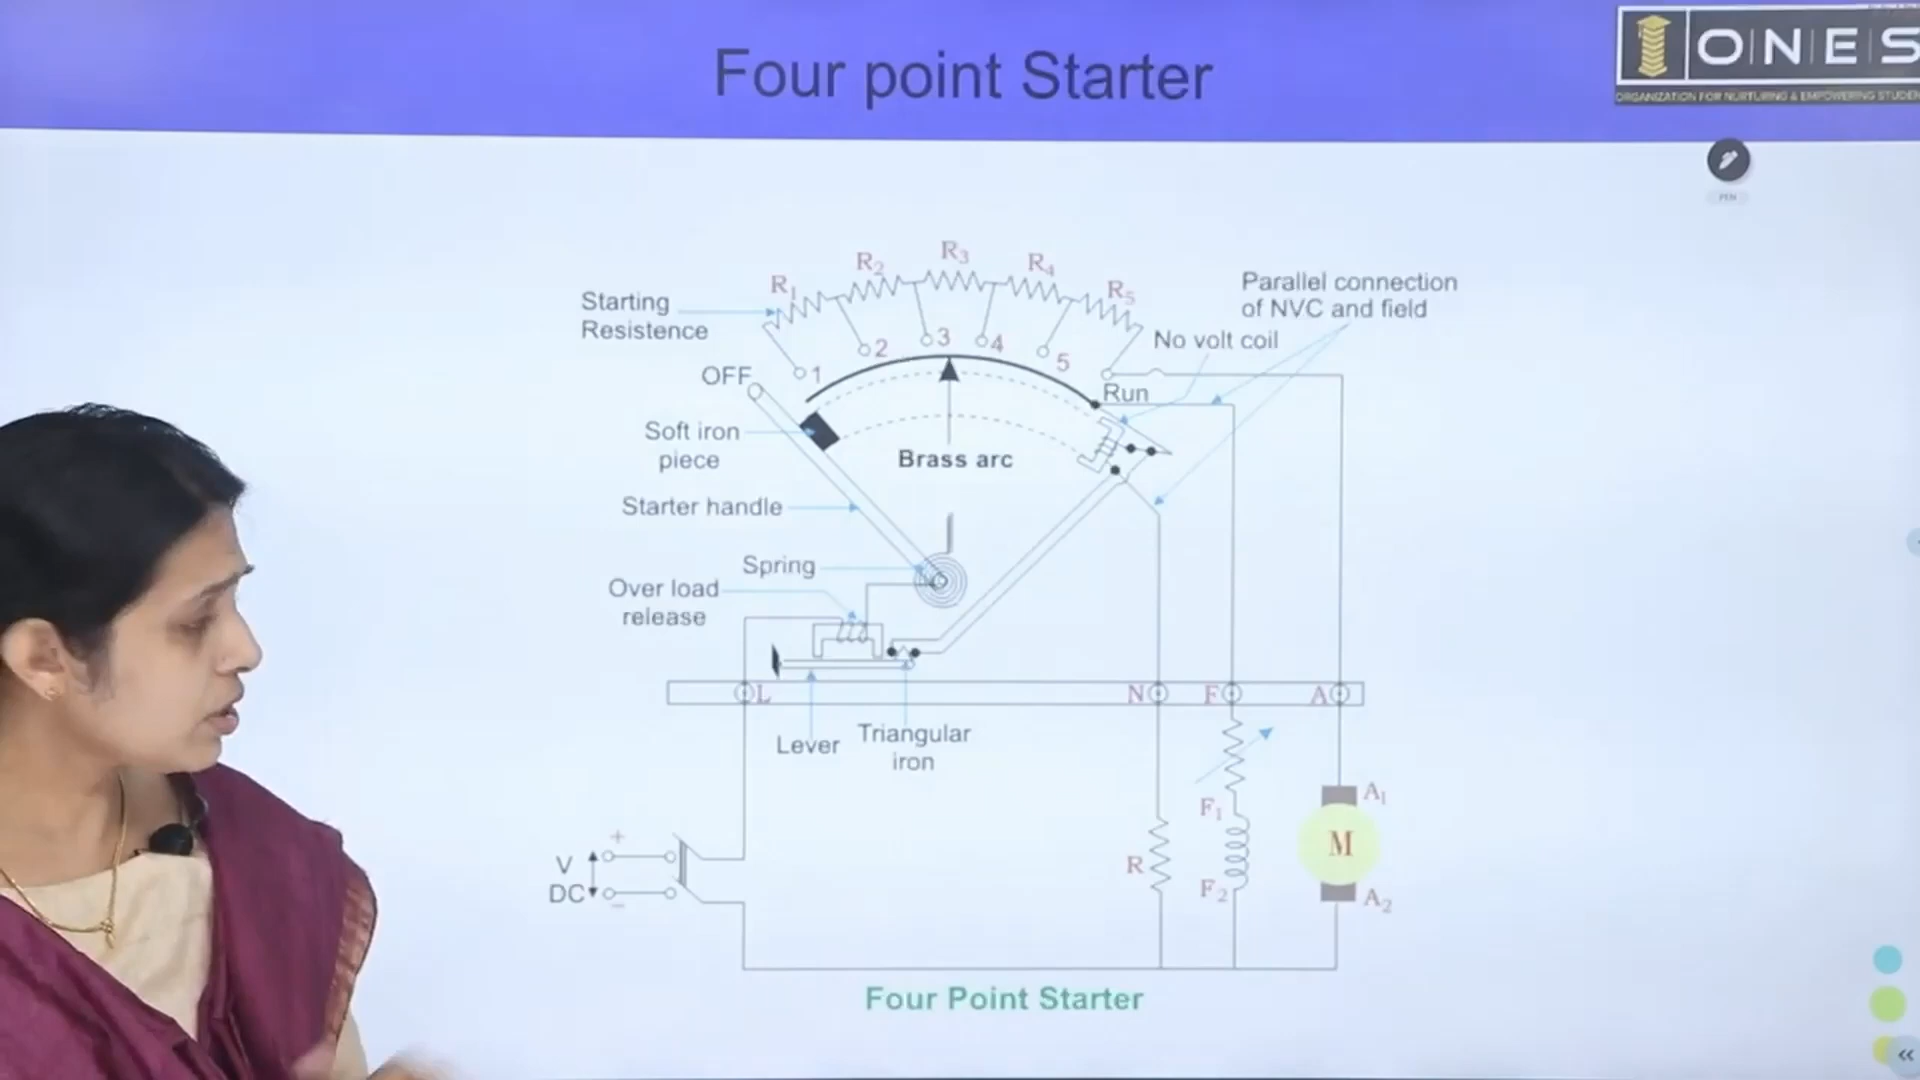 Four point Starter
ONES
ORGANIZATION FOR NURTURING & EMPOWERING STUDEN
PEN
R1
R2
R3
R4
R5
Starting
Resistence
Parallel connection
of NVC and field
No volt coil
OFF
1
2
3
4
5
Run
Soft iron
piece
Brass arc
Starter handle
Spring
Over load
release
L
N
F
A
Lever
Triangular
iron
+
V
DC
−
R
F1
F2
A1
M
A2
Four Point Starter
«